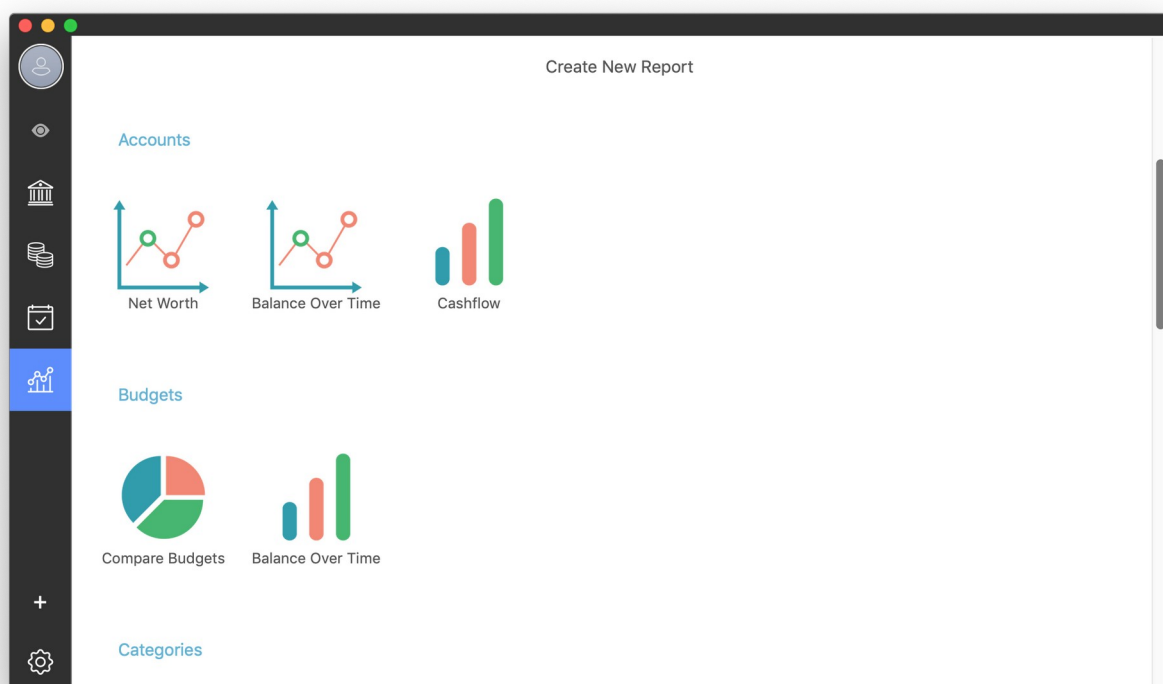 Create New Report
Accounts
Net Worth
Balance Over Time
Cashflow
Budgets
Compare Budgets
Balance Over Time
Categories